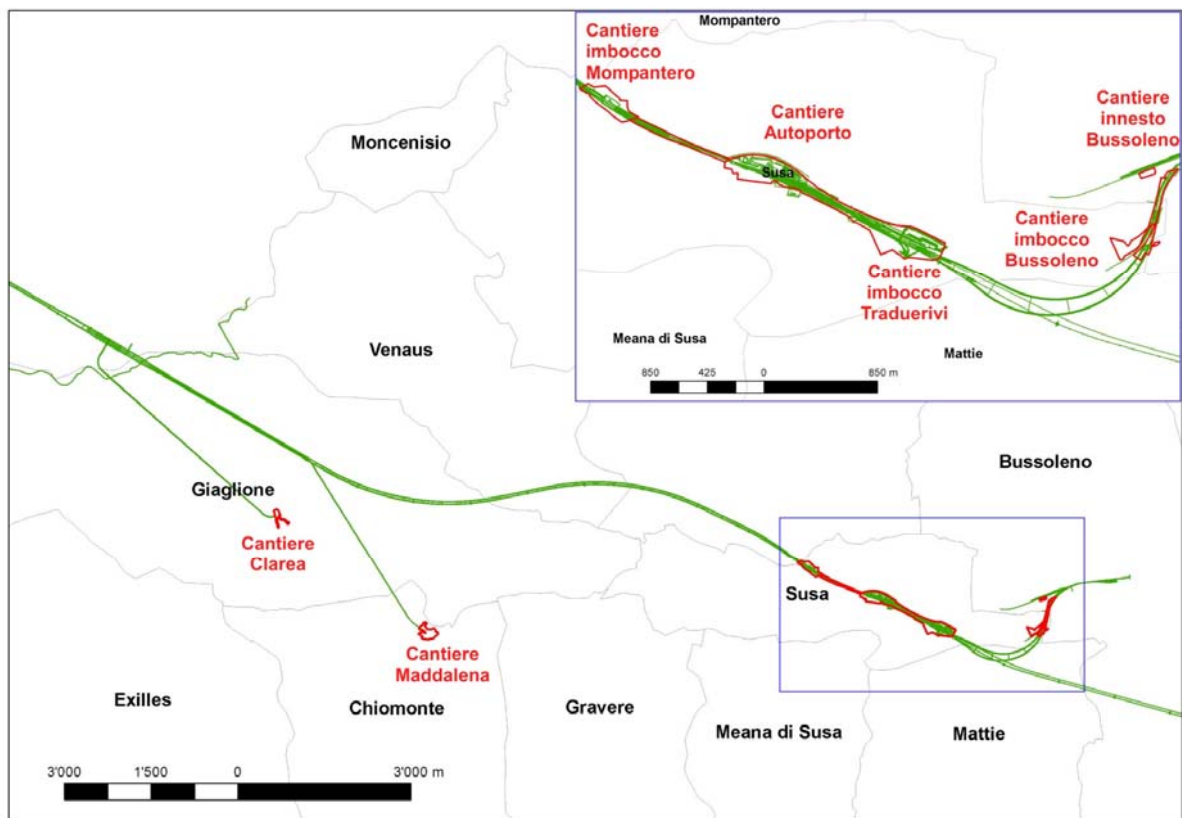 Mompantero
Cantiere
imbocco
Mompantero
Cantiere
Autoporto
Susa
Cantiere
innesto
Bussoleno
Cantiere
imbocco
Bussoleno
Cantiere
imbocco
Traduerivi
Meana di Susa
Mattie
850 425 0 850 m
Moncenisio
Venaus
Bussoleno
Giaglione
Cantiere
Clarea
Susa
Cantiere
Maddalena
Exilles
Chiomonte
Gravere
Meana di Susa
Mattie
3'000 1'500 0 3'000 m